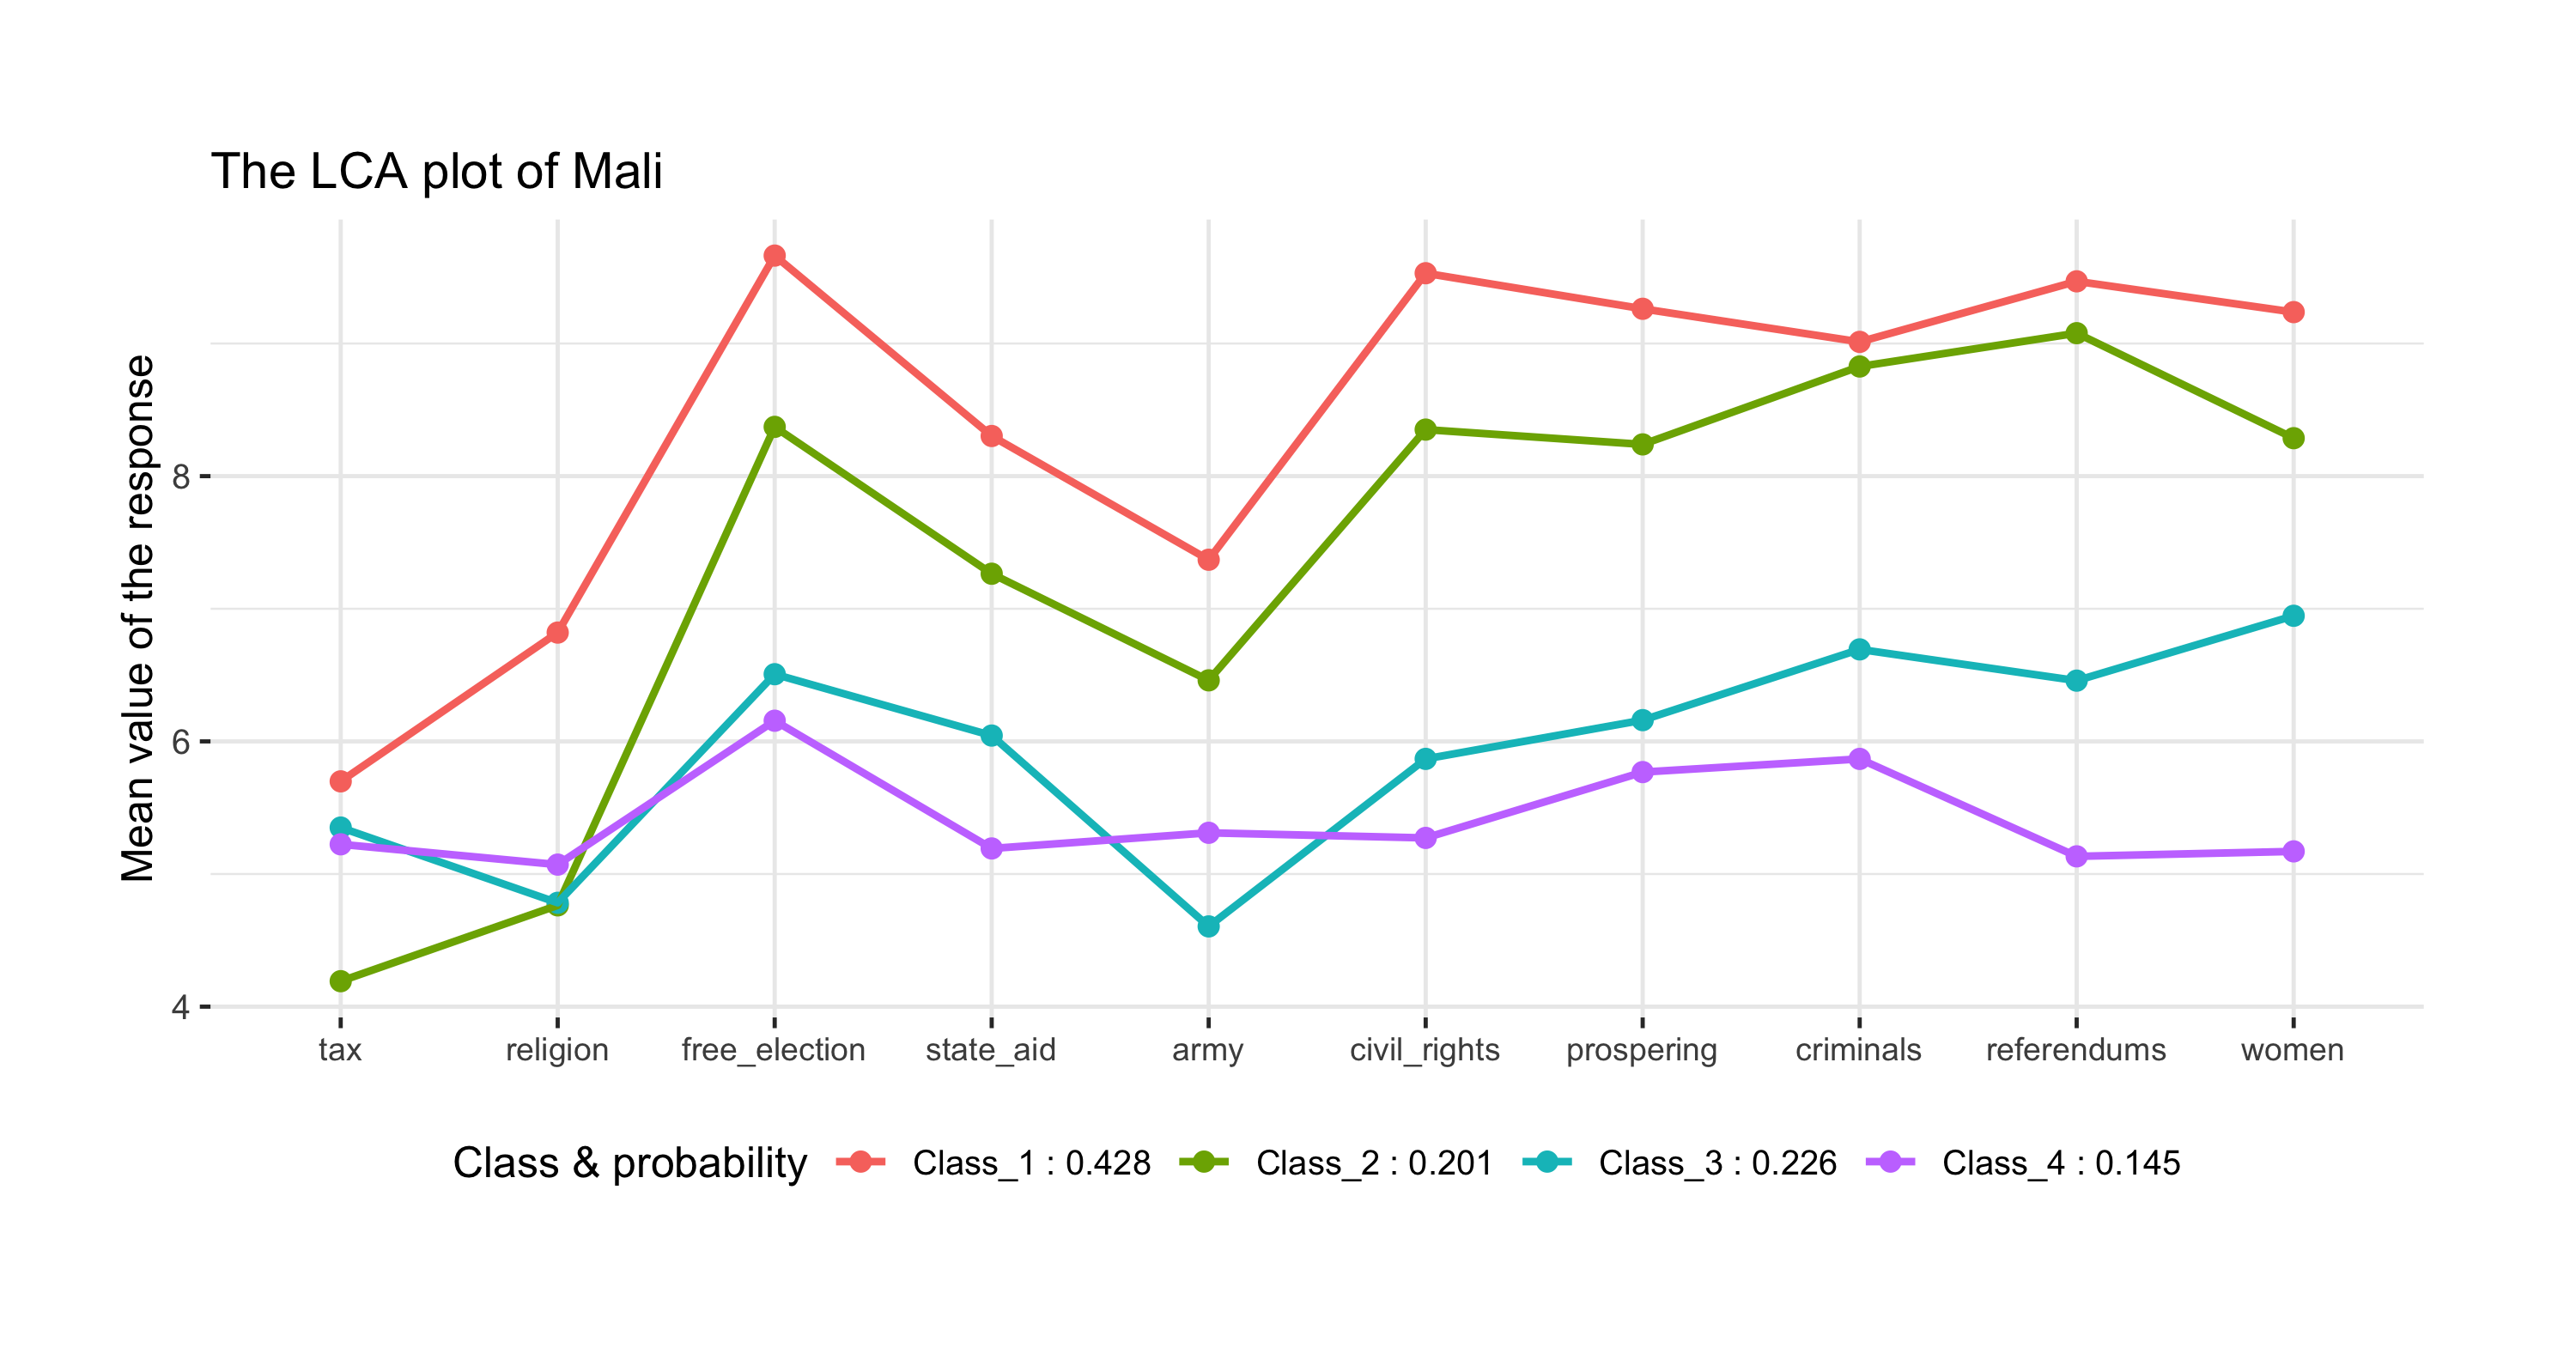 The LCA plot of Mali
Mean value of the response
8
6
4
tax religion free_election state_aid army civil_rights prospering criminals referendums women
Class & probability Class_1 : 0.428 Class_2 : 0.201 Class_3 : 0.226 Class_4 : 0.145